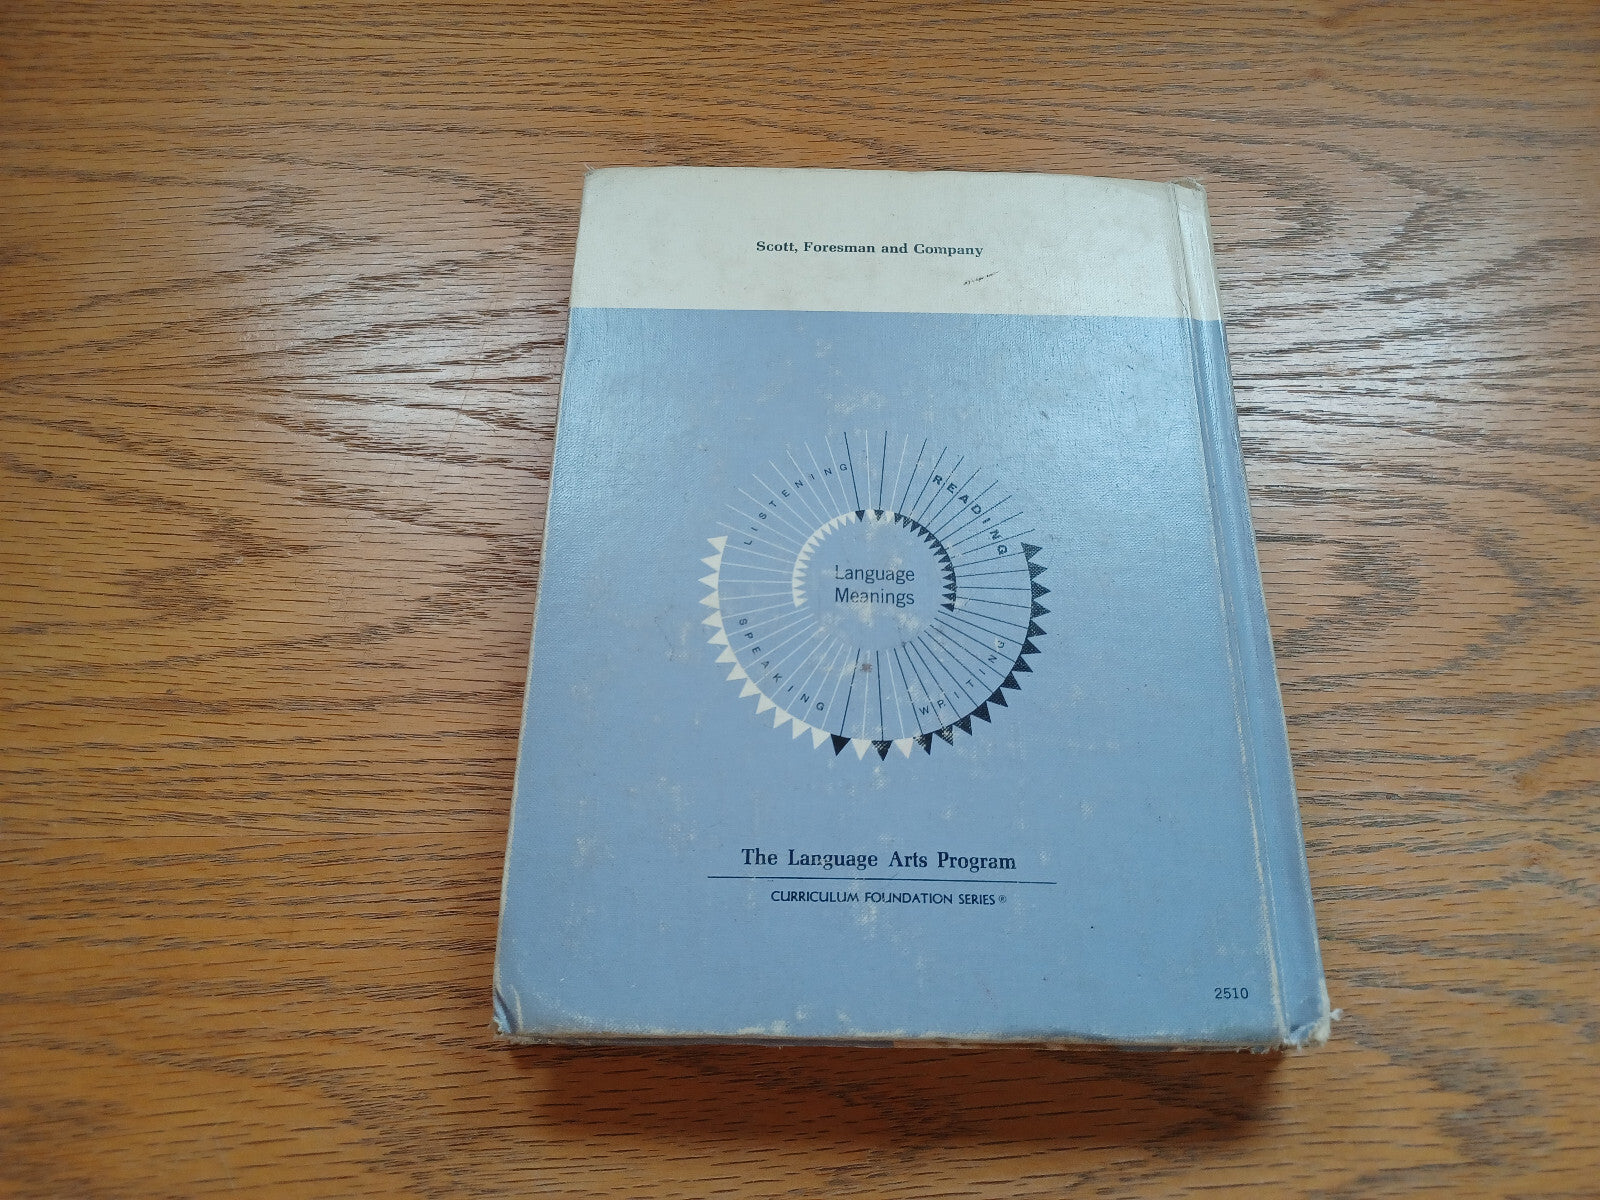 Scott, Foresman and Company
LISTENING
READING
Language
Meanings
SPEAKING
WRITING
The Language Arts Program
CURRICULUM FOUNDATION SERIES®
2510